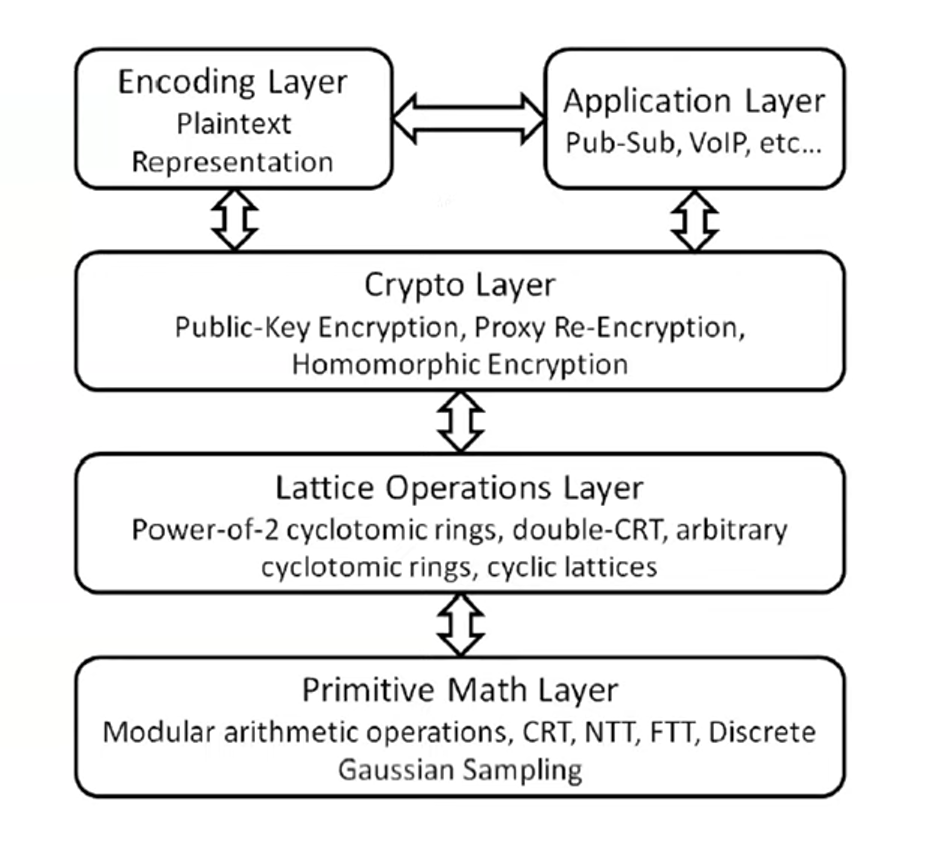 Encoding Layer
Plaintext
Representation
Application Layer
Pub-Sub, VoIP, etc...
Crypto Layer
Public-Key Encryption, Proxy Re-Encryption,
Homomorphic Encryption
Lattice Operations Layer
Power-of-2 cyclotomic rings, double-CRT, arbitrary
cyclotomic rings, cyclic lattices
Primitive Math Layer
Modular arithmetic operations, CRT, NTT, FTT, Discrete
Gaussian Sampling